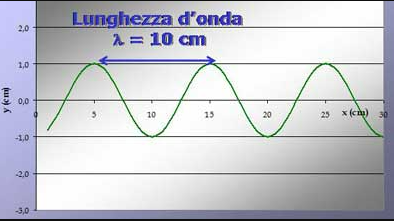 Lunghezza d'onda
λ = 10 cm
2,0
1,0
0,0
-1,0
-2,0
-3,0
y (cm)
0 5 10 15 20 25 30
x (cm)